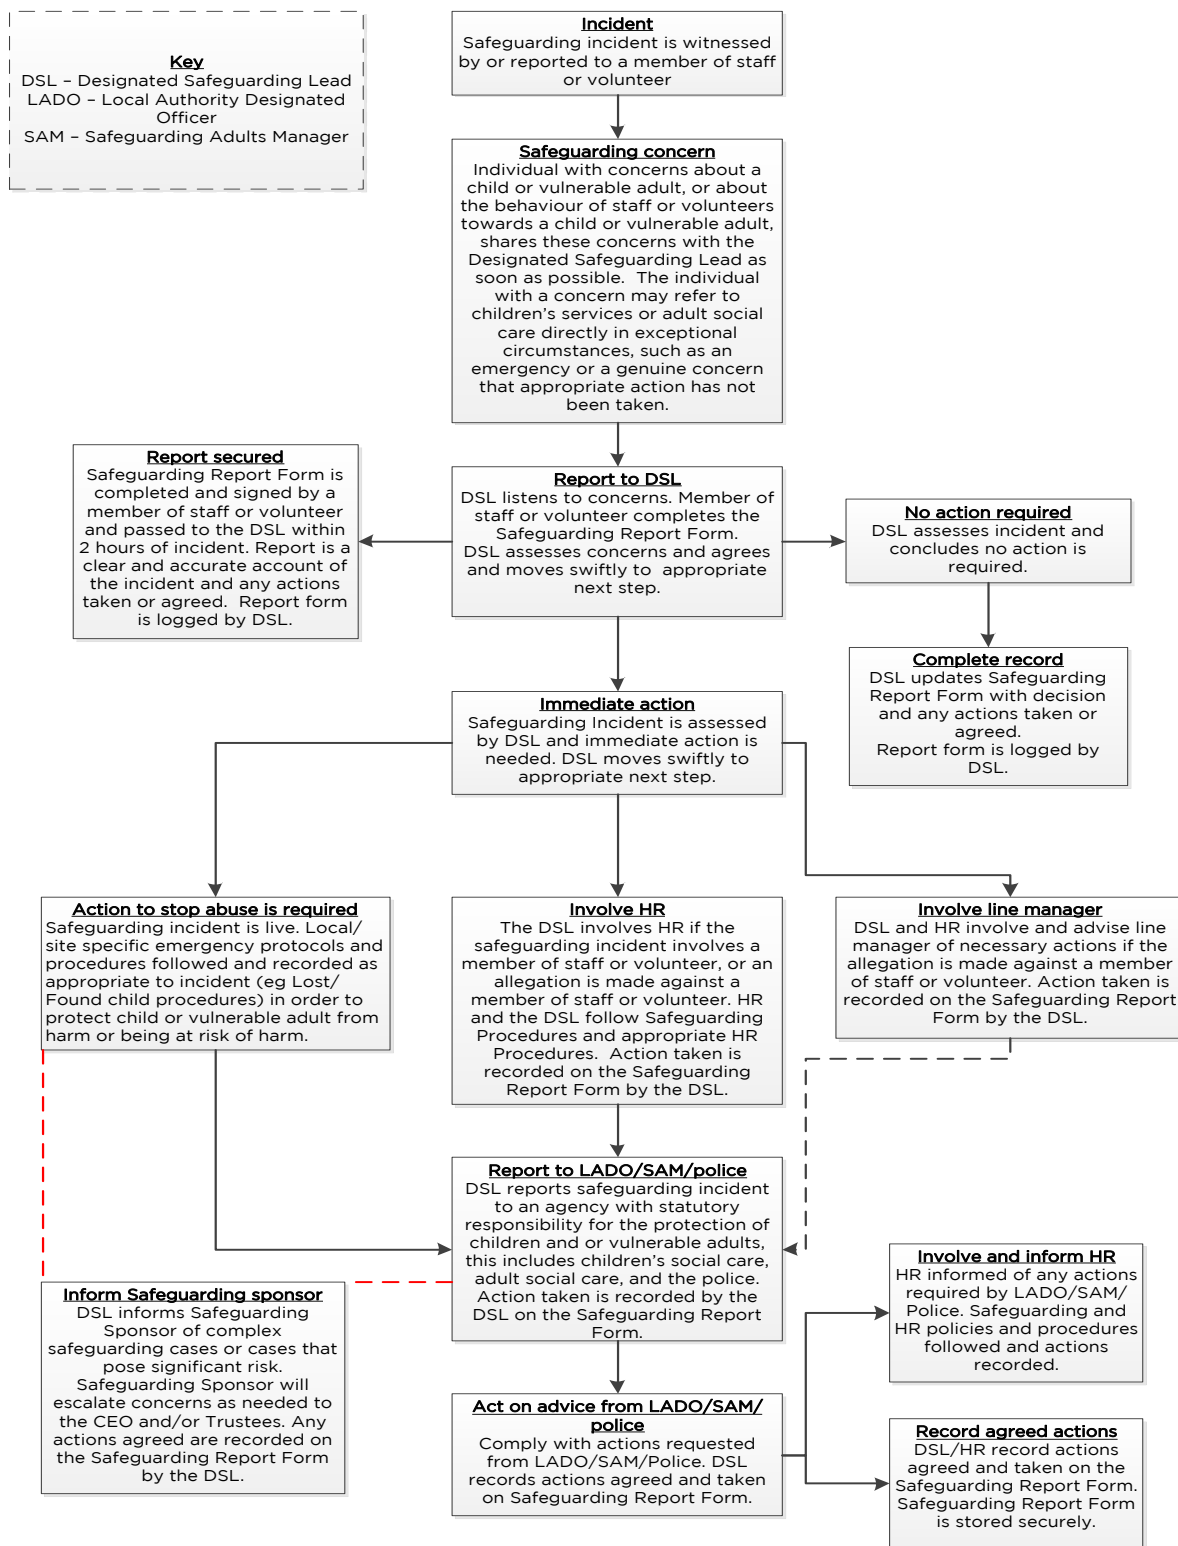 Key
DSL – Designated Safeguarding Lead
LADO – Local Authority Designated
Officer
SAM – Safeguarding Adults Manager
Incident
Safeguarding incident is witnessed
by or reported to a member of staff
or volunteer
Safeguarding concern
Individual with concerns about a
child or vulnerable adult, or about
the behaviour of staff or volunteers
towards a child or vulnerable adult,
shares these concerns with the
Designated Safeguarding Lead as
soon as possible.  The individual
with a concern may refer to
children's services or adult social
care directly in exceptional
circumstances, such as an
emergency or a genuine concern
that appropriate action has not
been taken.
Report secured
Safeguarding Report Form is
completed and signed by a
member of staff or volunteer
and passed to the DSL within
2 hours of incident. Report is a
clear and accurate account of
the incident and any actions
taken or agreed.  Report form
is logged by DSL.
Report to DSL
DSL listens to concerns. Member of
staff or volunteer completes the
Safeguarding Report Form.
DSL assesses concerns and agrees
and moves swiftly to  appropriate
next step.
No action required
DSL assesses incident and
concludes no action is
required.
Complete record
DSL updates Safeguarding
Report Form with decision
and any actions taken or
agreed.
Report form is logged by
DSL.
Immediate action
Safeguarding Incident is assessed
by DSL and immediate action is
needed. DSL moves swiftly to
appropriate next step.
Action to stop abuse is required
Safeguarding incident is live. Local/
site specific emergency protocols and
procedures followed and recorded as
appropriate to incident (eg Lost/
Found child procedures) in order to
protect child or vulnerable adult from
harm or being at risk of harm.
Involve HR
The DSL involves HR if the
safeguarding incident involves a
member of staff or volunteer, or an
allegation is made against a
member of staff or volunteer. HR
and the DSL follow Safeguarding
Procedures and appropriate HR
Procedures.  Action taken is
recorded on the Safeguarding
Report Form by the DSL.
Involve line manager
DSL and HR involve and advise line
manager of necessary actions if the
allegation is made against a member
of staff or volunteer. Action taken is
recorded on the Safeguarding Report
Form by the DSL.
Report to LADO/SAM/police
DSL reports safeguarding incident
to an agency with statutory
responsibility for the protection of
children and or vulnerable adults,
this includes children's social care,
adult social care, and the police.
Action taken is recorded by the
DSL on the Safeguarding Report
Form.
Inform Safeguarding sponsor
DSL informs Safeguarding
Sponsor of complex
safeguarding cases or cases that
pose significant risk.
Safeguarding Sponsor will
escalate concerns as needed to
the CEO and/or Trustees. Any
actions agreed are recorded on
the Safeguarding Report Form
by the DSL.
Act on advice from LADO/SAM/
police
Comply with actions requested
from LADO/SAM/Police. DSL
records actions agreed and taken
on Safeguarding Report Form.
Involve and inform HR
HR informed of any actions
required by LADO/SAM/
Police. Safeguarding and
HR policies and procedures
followed and actions
recorded.
Record agreed actions
DSL/HR record actions
agreed and taken on the
Safeguarding Report Form.
Safeguarding Report Form
is stored securely.